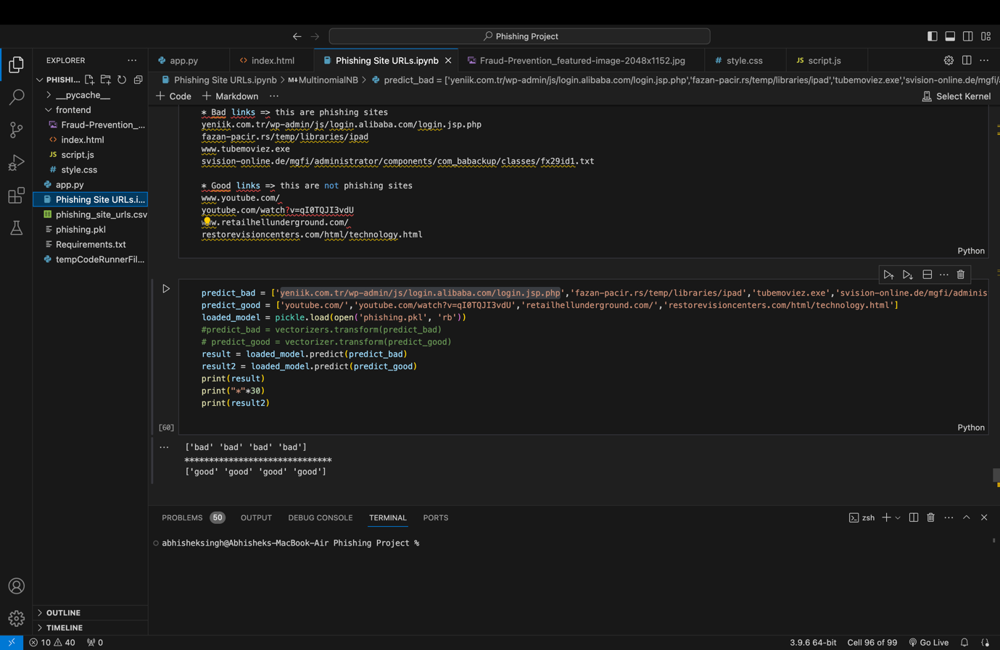 Phishing Project
EXPLORER
app.py
index.html
Phishing Site URLs.ipynb
Fraud-Prevention_featured-image-2048x1152.jpg
# style.css
JS script.js
PHISHI...
Phishing Site URLs.ipynb > M↓MultinomialNB > predict_bad = ['yeniik.com.tr/wp-admin/js/login.alibaba.com/login.jsp.php','fazan-pacir.rs/temp/libraries/ipad','tubemoviez.exe','svision-online.de/mgfi/a
+ Code + Markdown ...
Select Kernel
__pycache__
frontend
Fraud-Prevention_...
index.html
JS script.js
# style.css
app.py
Phishing Site URLs.i...
phishing_site_urls.csv
phishing.pkl
Requirements.txt
tempCodeRunnerFil...
* Bad links => this are phishing sites
yeniik.com.tr/wp-admin/js/login.alibaba.com/login.jsp.php
fazan-pacir.rs/temp/libraries/ipad
www.tubemoviez.exe
svision-online.de/mgfi/administrator/components/com_babackup/classes/fx29id1.txt
* Good links => this are not phishing sites
www.youtube.com/
youtube.com/watch?v=qI0TQJI3vdU
www.retailhellunderground.com/
restorevisioncenters.com/html/technology.html
Python
predict_bad = ['yeniik.com.tr/wp-admin/js/login.alibaba.com/login.jsp.php','fazan-pacir.rs/temp/libraries/ipad','tubemoviez.exe','svision-online.de/mgfi/adminis
predict_good = ['youtube.com/','youtube.com/watch?v=qI0TQJI3vdU','retailhellunderground.com/','restorevisioncenters.com/html/technology.html']
loaded_model = pickle.load(open('phishing.pkl', 'rb'))
#predict_bad = vectorizers.transform(predict_bad)
# predict_good = vectorizer.transform(predict_good)
result = loaded_model.predict(predict_bad)
result2 = loaded_model.predict(predict_good)
print(result)
print("*"*30)
print(result2)
[60]
Python
['bad' 'bad' 'bad' 'bad']
******************************
['good' 'good' 'good' 'good']
PROBLEMS 50 OUTPUT DEBUG CONSOLE TERMINAL PORTS
zsh
abhisheksingh@Abhisheks-MacBook-Air Phishing Project %
OUTLINE
TIMELINE
10 40 0
3.9.6 64-bit Cell 96 of 99 Go Live